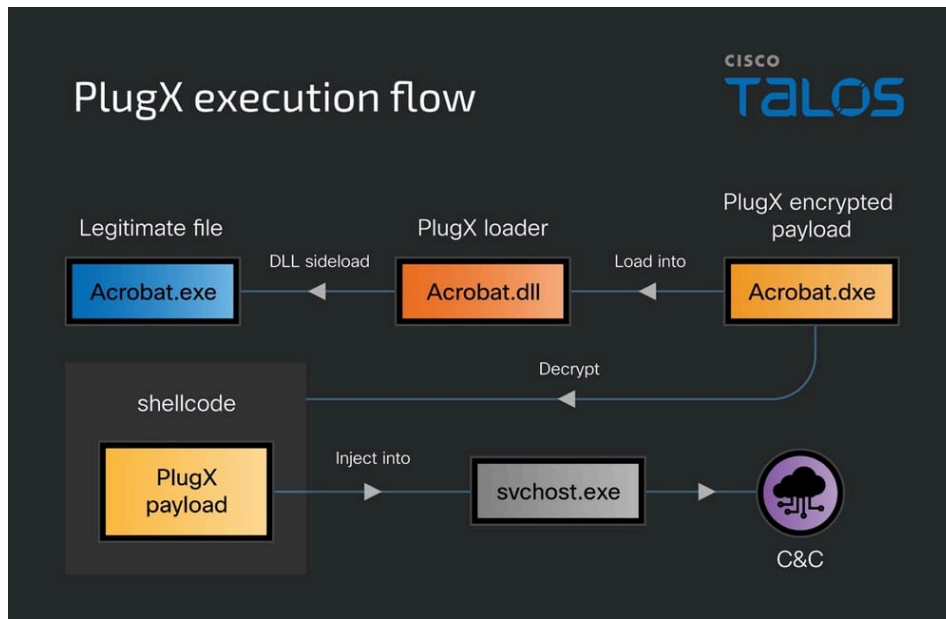 PlugX execution flow
CISCO
TALOS
Legitimate file
PlugX loader
PlugX encrypted
payload
Acrobat.exe
DLL sideload
Acrobat.dll
Load into
Acrobat.dxe
Decrypt
shellcode
PlugX
payload
Inject into
svchost.exe
C&C